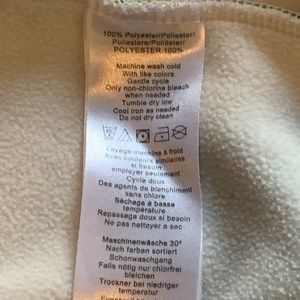 100% Polyester/Poliester/
Poliestere/Poliéster/
POLYESTER 100%
Machine wash cold
With like colors
Gentle cycle
Only non-chlorine bleach
when needed
Tumble dry low
Cool iron as needed
Do not dry clean
Lavage machine à froid
Avec couleurs similaires
si besoin
employer seulement
Cycle doux
Des agents de blanchiment
sans chlore
Séchage à basse
température
Repassage doux si besoin
Ne pas nettoyer a sec
Maschinenwäsche 30°
Nach farben sortiert
Schonwaschgang
Falls nötig nur chlorfrei
bleichen
Trockner bei niedriger
temperatur